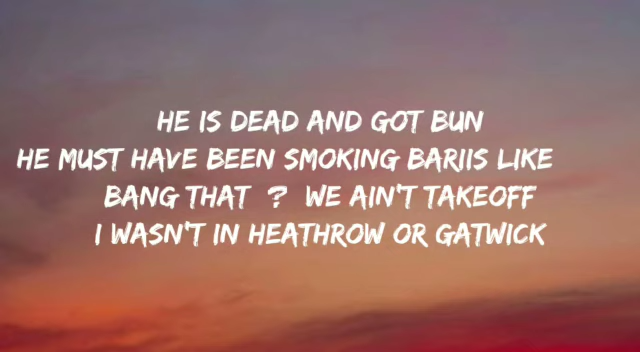 HE IS DEAD AND GOT BUN
HE MUST HAVE BEEN SMOKING BARIIS LIKE
BANG THAT ? WE AIN'T TAKEOFF
I WASN'T IN HEATHROW OR GATWICK